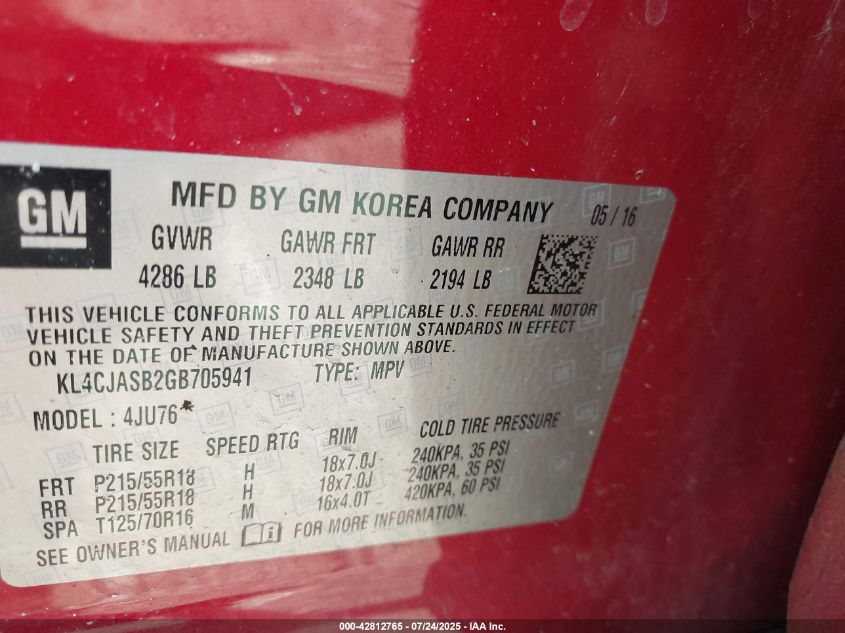 GM
MFD BY GM KOREA COMPANY 05/16
GVWR GAWR FRT GAWR RR
4286 LB 2348 LB 2194 LB
THIS VEHICLE CONFORMS TO ALL APPLICABLE U.S. FEDERAL MOTOR
VEHICLE SAFETY AND THEFT PREVENTION STANDARDS IN EFFECT
ON THE DATE OF MANUFACTURE SHOWN ABOVE.
KL4CJASB2GB705941 TYPE: MPV
MODEL : 4JU76*
TIRE SIZE SPEED RTG RIM COLD TIRE PRESSURE
FRT P215/55R18 H 18x7.0J 240KPA, 35 PSI
RR P215/55R18 H 18x7.0J 240KPA, 35 PSI
SPA T125/70R16 M 16x4.0T 420KPA, 60 PSI
SEE OWNER'S MANUAL FOR MORE INFORMATION.
000-42812765 - 07/24/2025 - IAA Inc.